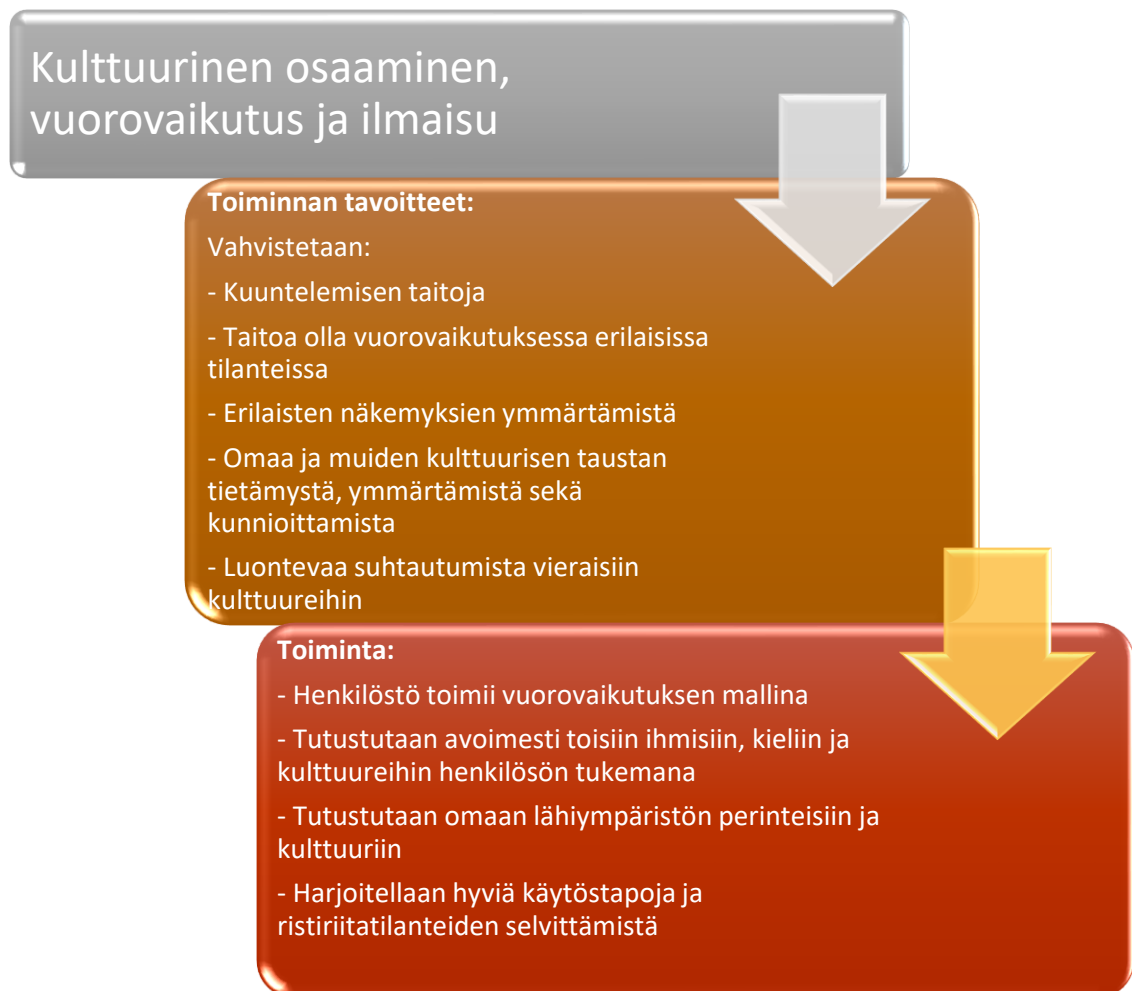 Kulttuurinen osaaminen,
vuorovaikutus ja ilmaisu
Toiminnan tavoitteet:
Vahvistetaan:
- Kuuntelemisen taitoja
- Taitoa olla vuorovaikutuksessa erilaisissa
tilanteissa
- Erilaisten näkemyksien ymmärtämistä
- Omaa ja muiden kulttuurisen taustan
tietämystä, ymmärtämistä sekä
kunnioittamista
- Luontevaa suhtautumista vieraisiin
kulttuureihin
Toiminta:
- Henkilöstö toimii vuorovaikutuksen mallina
- Tutustutaan avoimesti toisiin ihmisiin, kieliin ja
kulttuureihin henkilösön tukemana
- Tutustutaan omaan lähiympäristön perinteisiin ja
kulttuuriin
- Harjoitellaan hyviä käytöstapoja ja
ristiriitatilanteiden selvittämistä